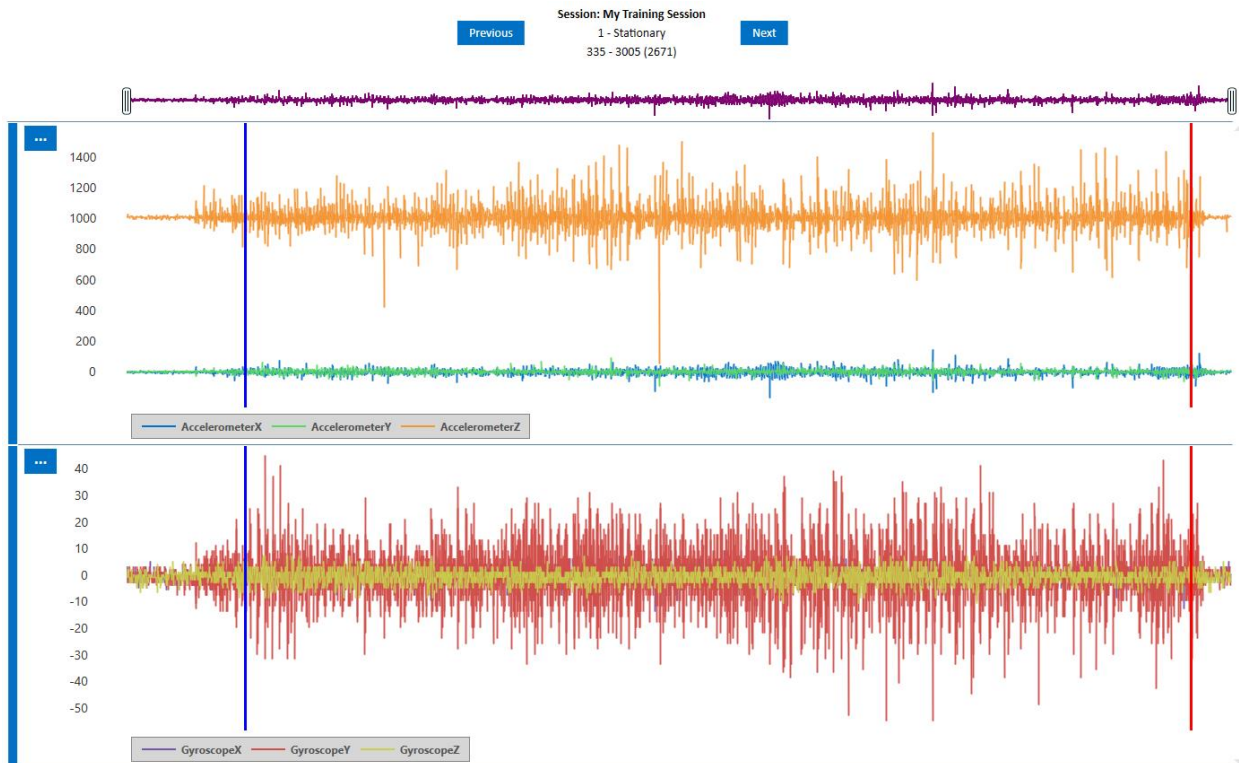 Session: My Training Session
Previous
1 - Stationary
Next
335 - 3005 (2671)
...
1400
1200
1000
800
600
400
200
0
AccelerometerX
AccelerometerY
AccelerometerZ
...
40
30
20
10
0
-10
-20
-30
-40
-50
GyroscopeX
GyroscopeY
GyroscopeZ